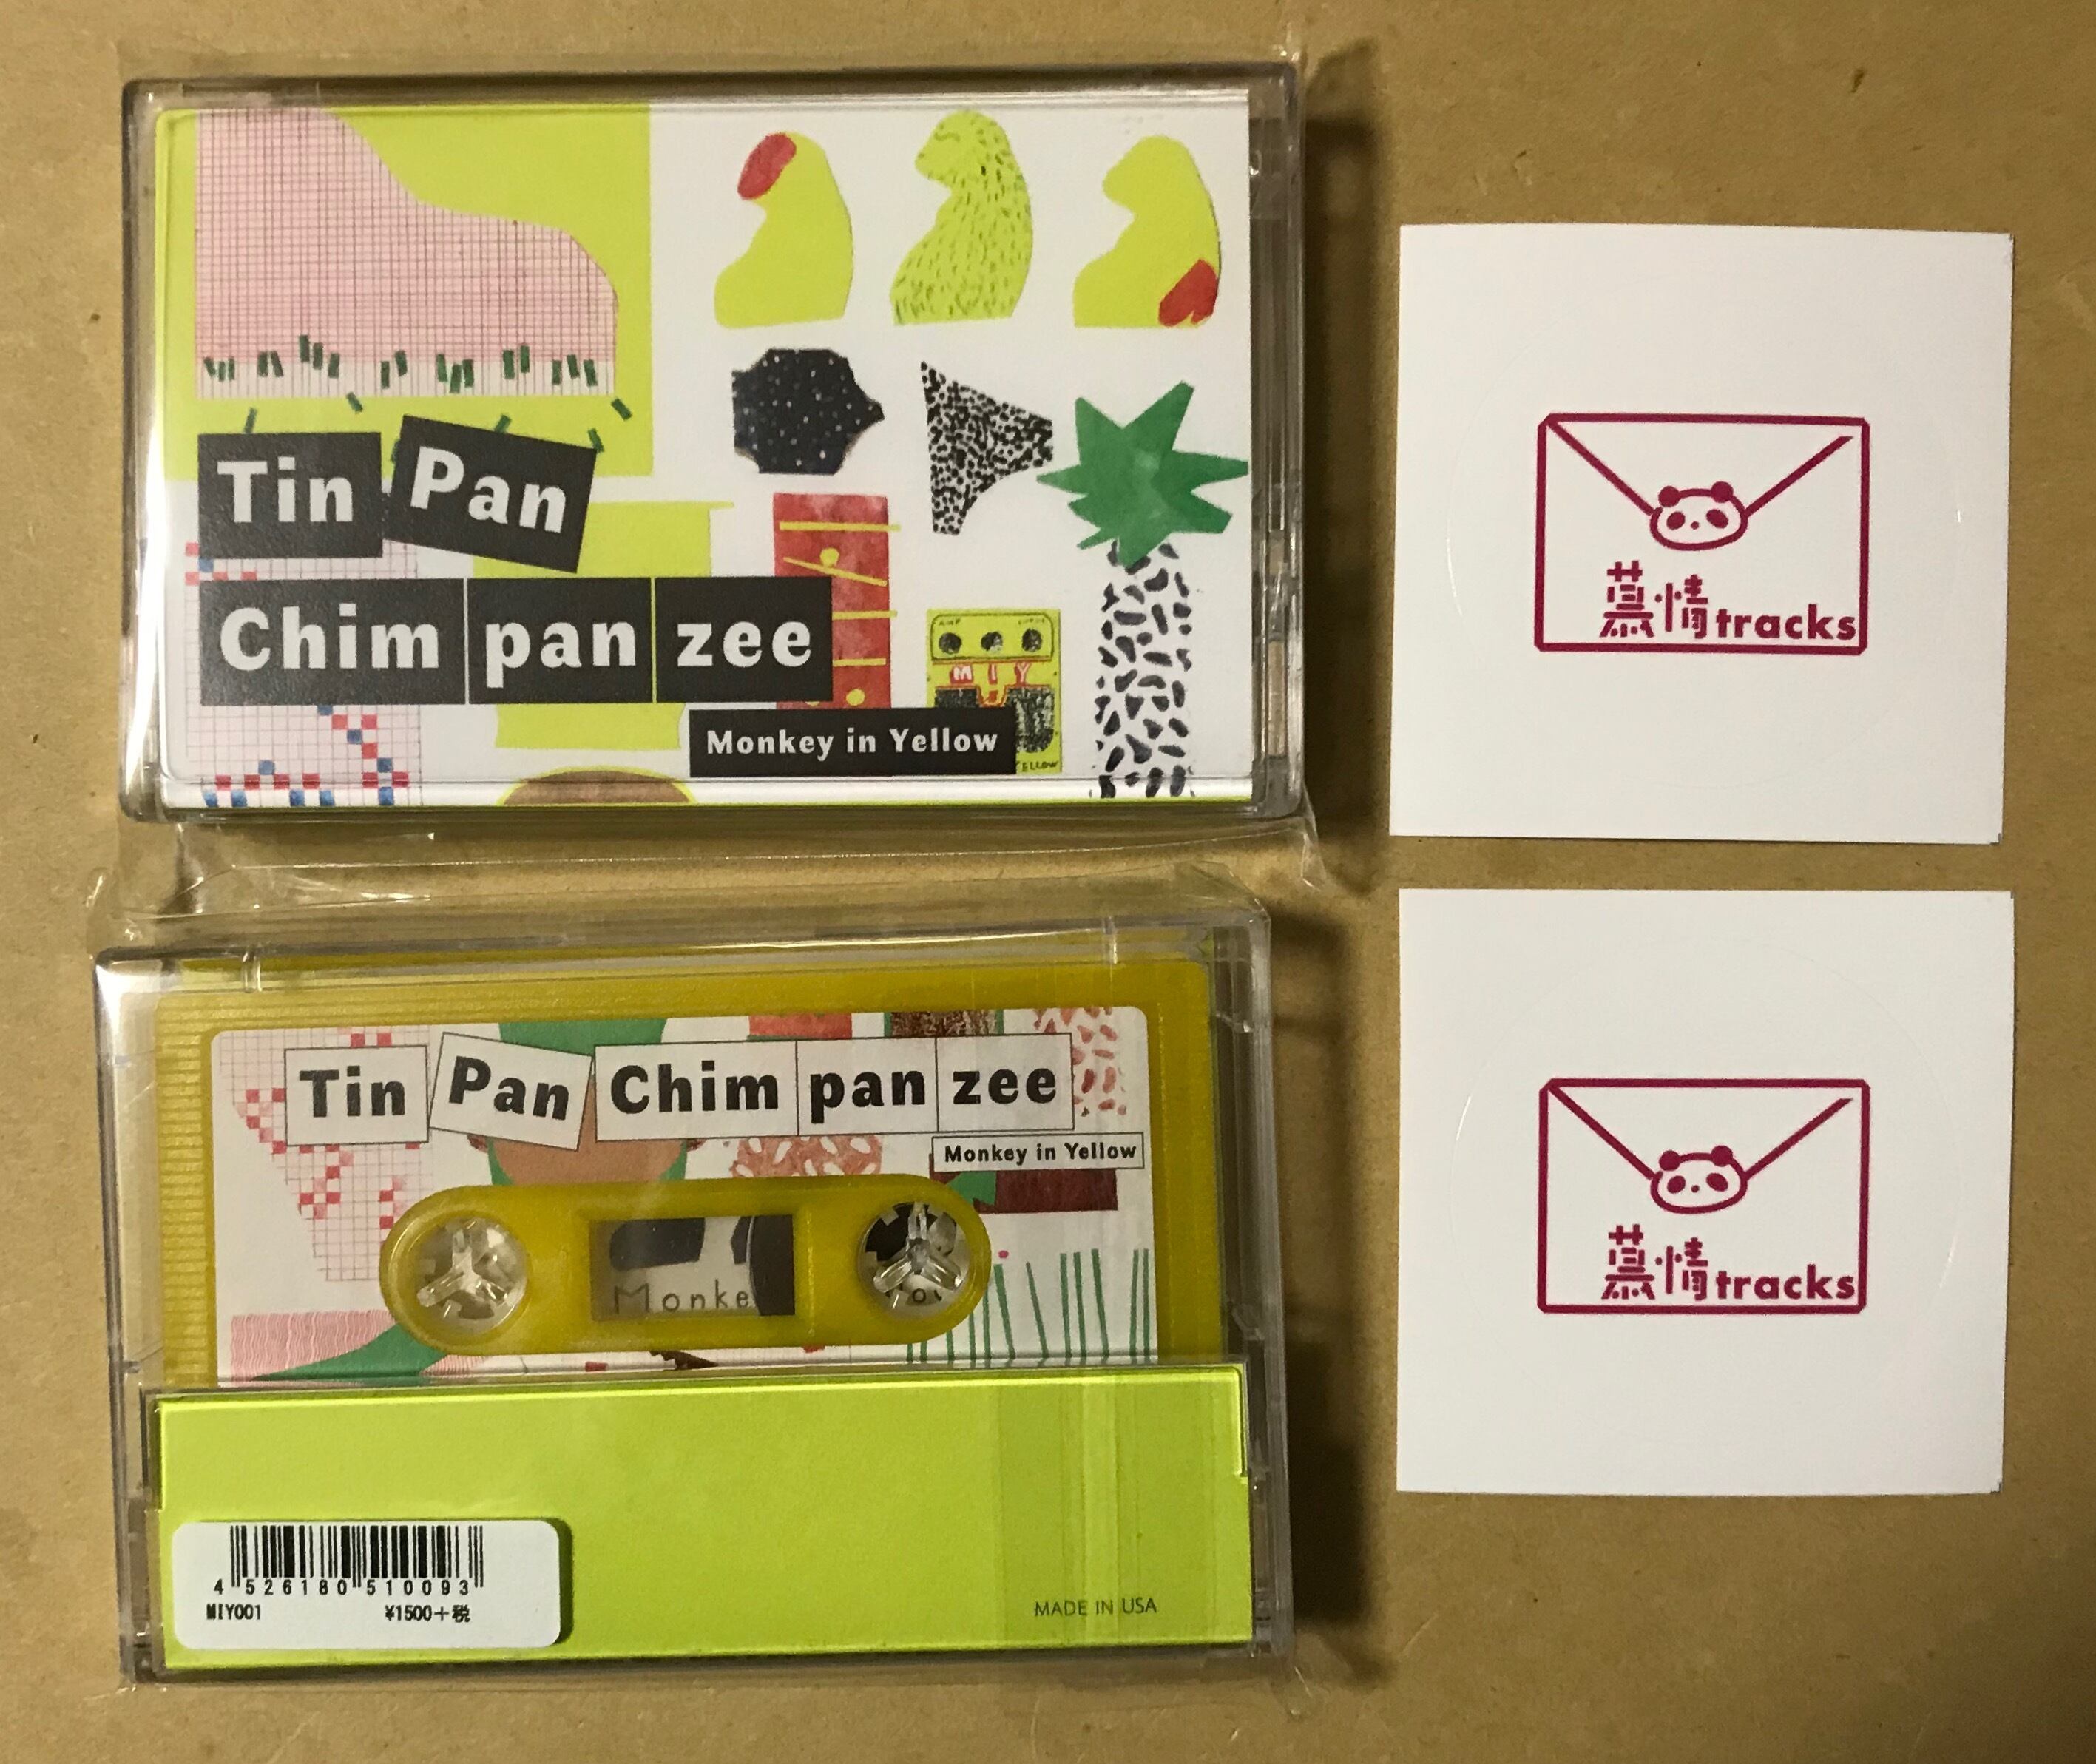 Tin Pan
Chim pan zee
Monkey in Yellow
M I Y
YELLOW
慕情tracks
Tin Pan Chim pan zee
Monkey in Yellow
Monke
4 526180 510093
MIY001 ¥1500+税
MADE IN USA
慕情tracks